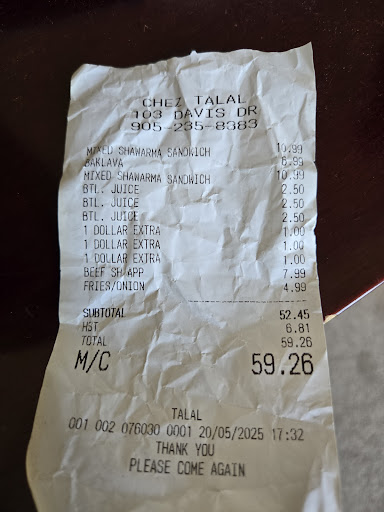 CHEZ TALAL
103 DAVIS DR
905-235-8383
MIXED SHAWARMA SANDWICH 10.99
BAKLAVA 6.99
MIXED SHAWARMA SANDWICH 10.99
BTL. JUICE 2.50
BTL. JUICE 2.50
BTL. JUICE 2.50
1 DOLLAR EXTRA 1.00
1 DOLLAR EXTRA 1.00
1 DOLLAR EXTRA 1.00
BEEF SH APP 7.99
FRIES/ONION 4.99
SUBTOTAL 52.45
HST 6.81
TOTAL 59.26
M/C 59.26
TALAL
001 002 076030 0001 20/05/2025 17:32
THANK YOU
PLEASE COME AGAIN